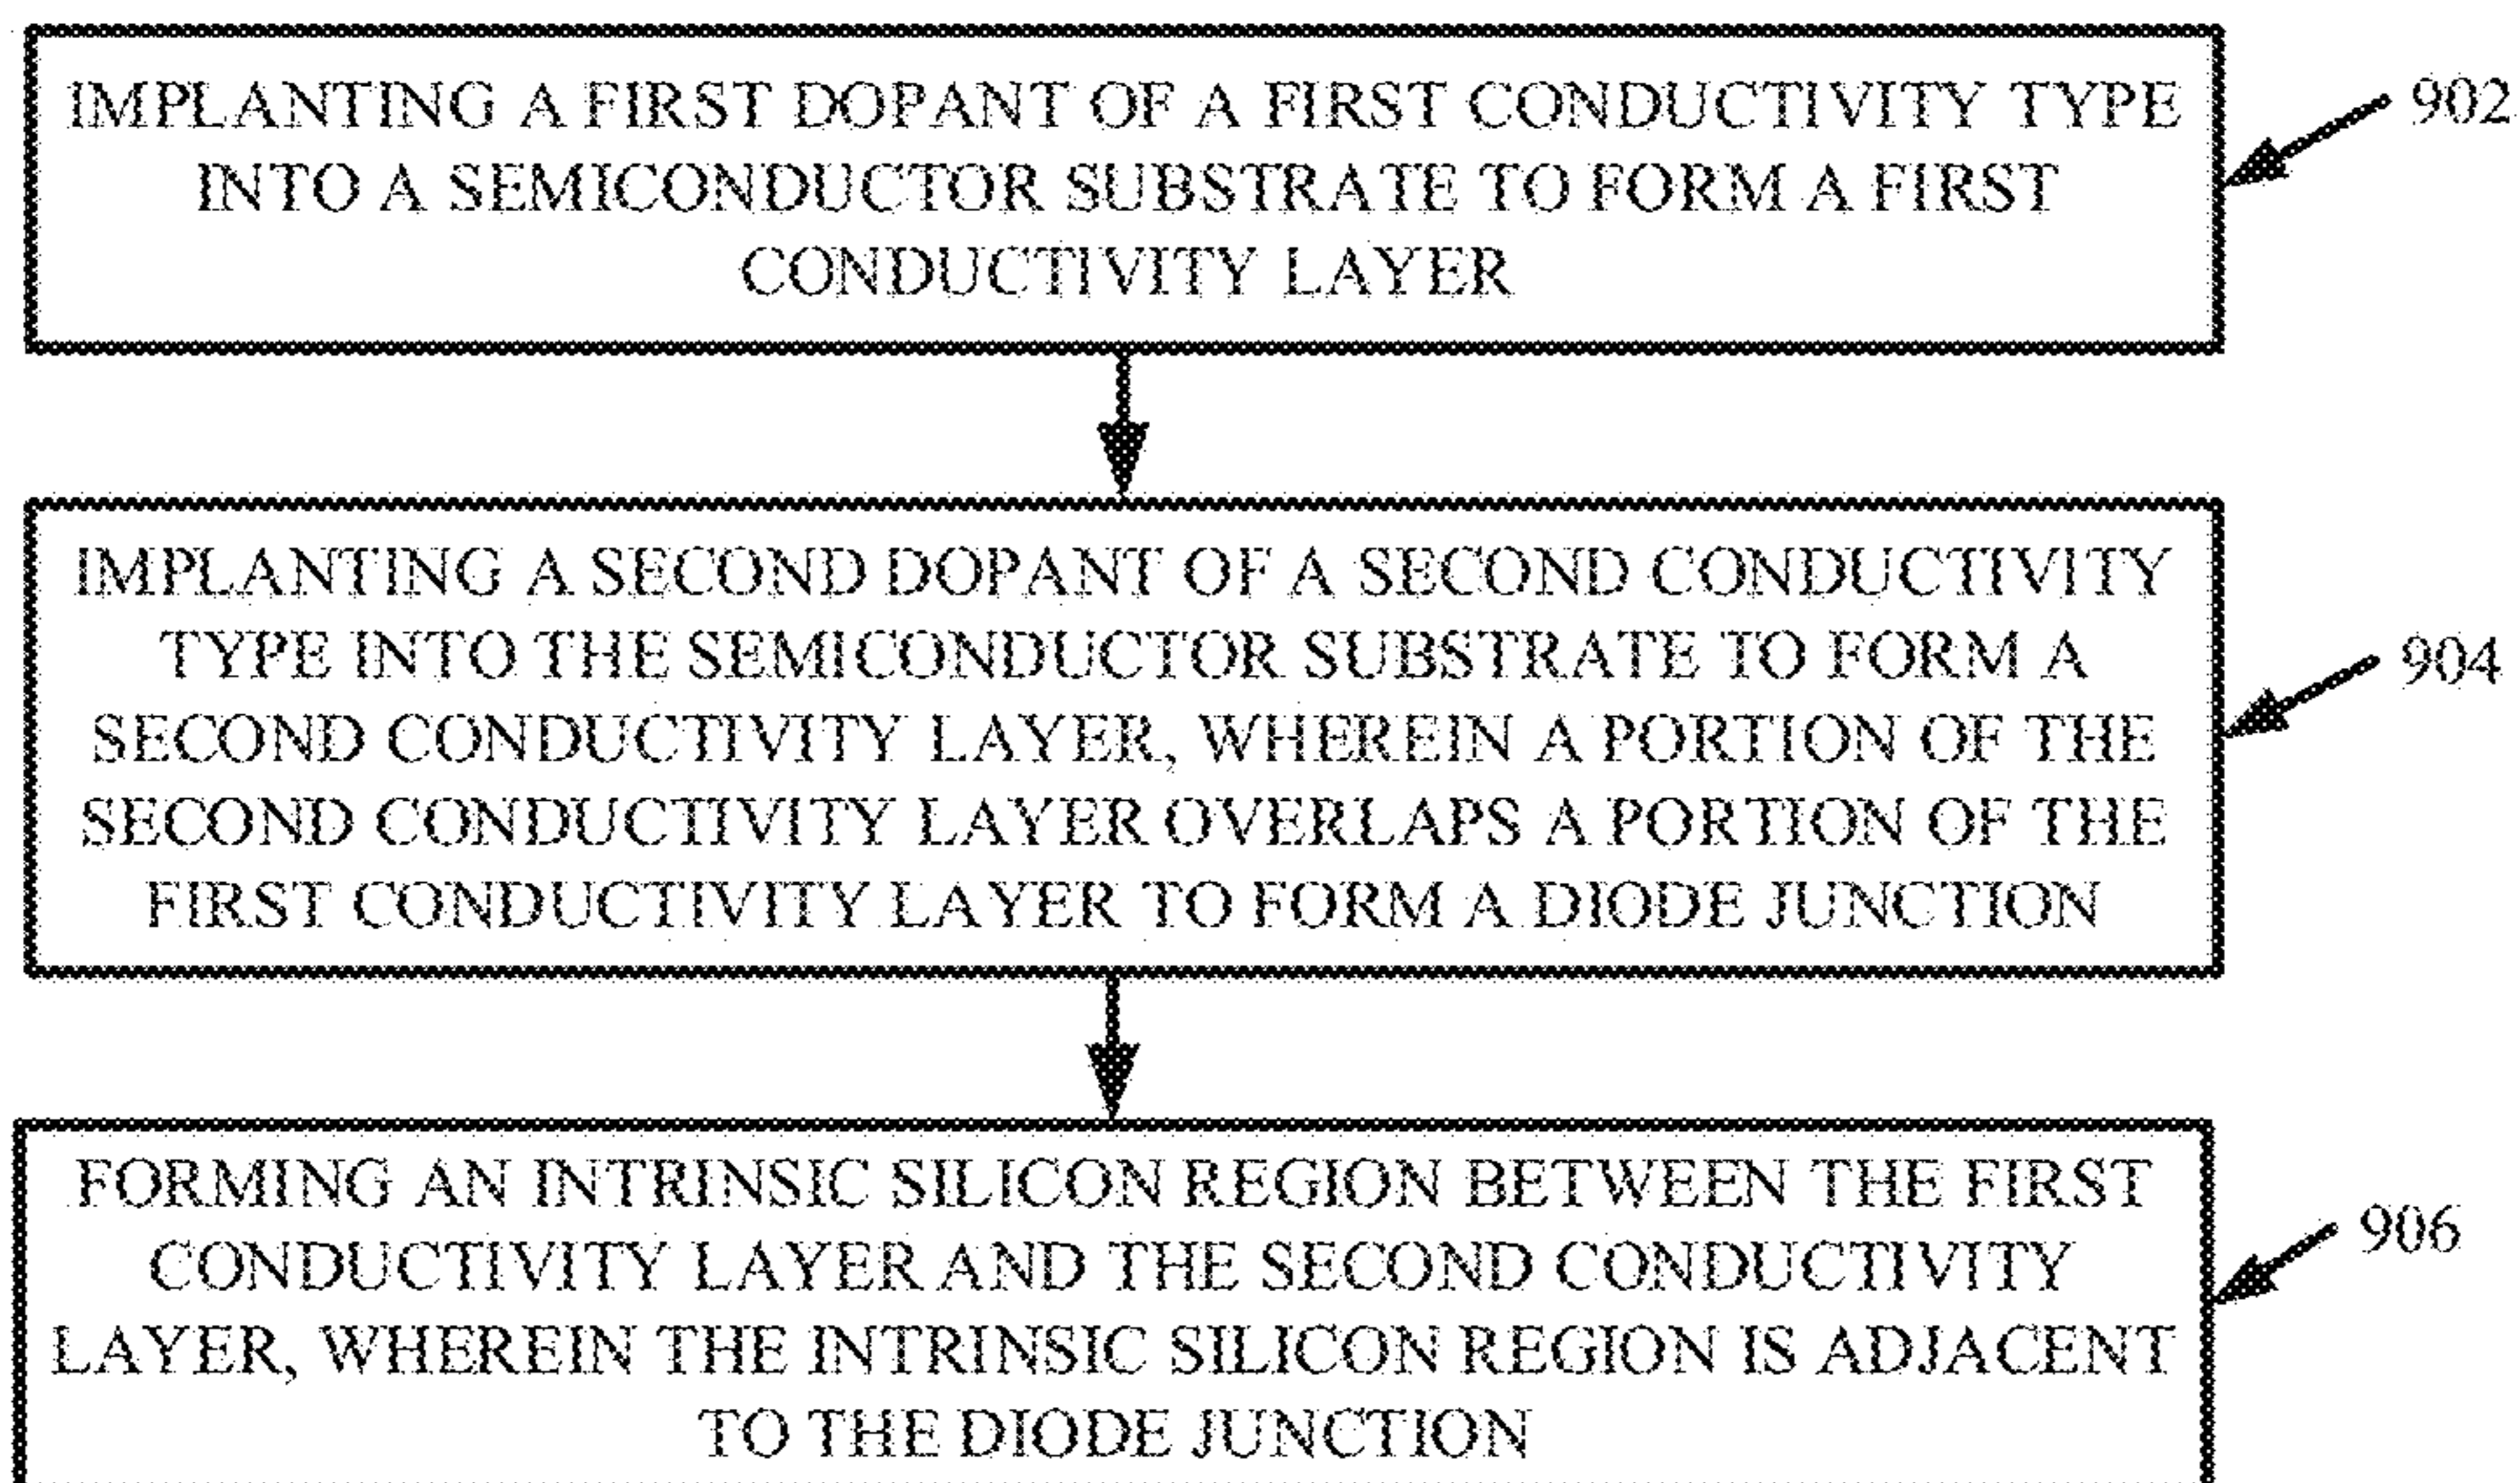 IMPLANTING A FIRST DOPANT OF A FIRST CONDUCTIVITY TYPE
INTO A SEMICONDUCTOR SUBSTRATE TO FORM A FIRST
CONDUCTIVITY LAYER
902
IMPLANTING A SECOND DOPANT OF A SECOND CONDUCTIVITY
TYPE INTO THE SEMICONDUCTOR SUBSTRATE TO FORM A
SECOND CONDUCTIVITY LAYER, WHEREIN A PORTION OF THE
SECOND CONDUCTIVITY LAYER OVERLAPS A PORTION OF THE
FIRST CONDUCTIVITY LAYER TO FORM A DIODE JUNCTION
904
FORMING AN INTRINSIC SILICON REGION BETWEEN THE FIRST
CONDUCTIVITY LAYER AND THE SECOND CONDUCTIVITY
LAYER, WHEREIN THE INTRINSIC SILICON REGION IS ADJACENT
TO THE DIODE JUNCTION
906